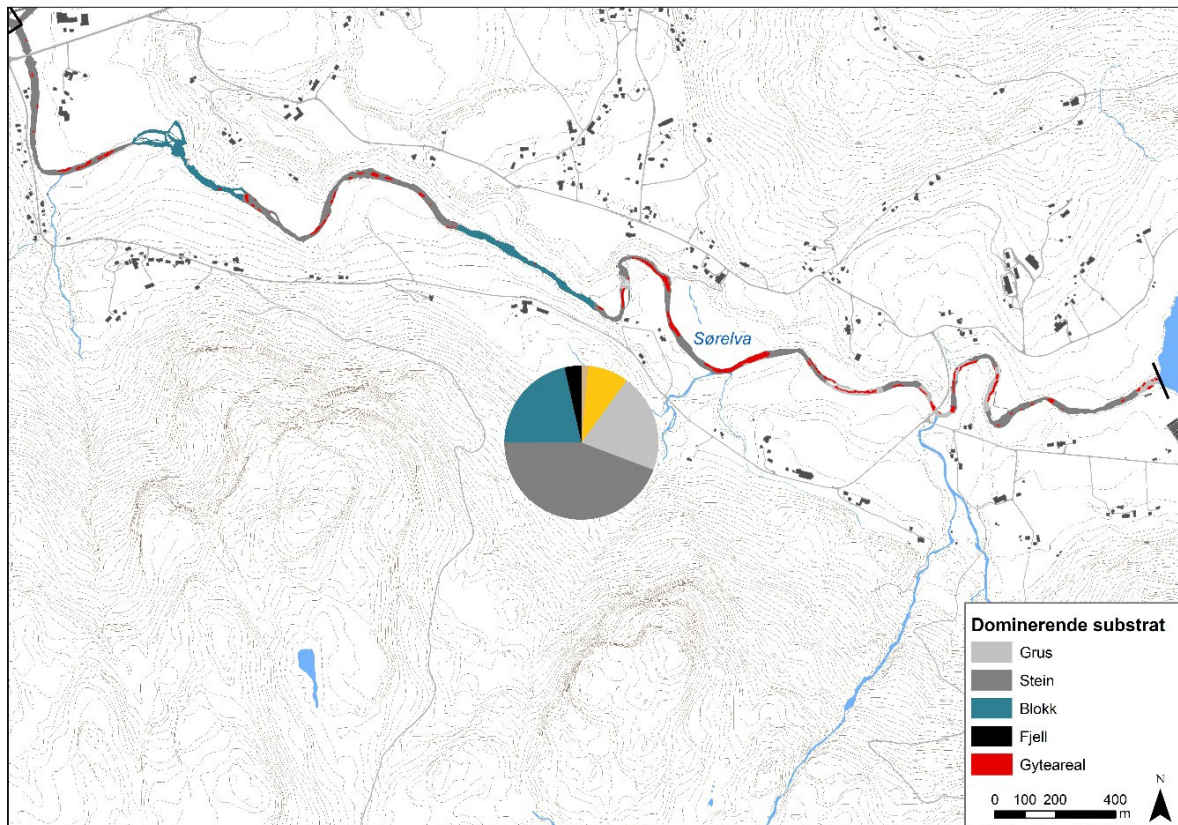 Sørelva
Dominerende substrat
Grus
Stein
Blokk
Fjell
Gyteareal
N
0 100 200 400
m